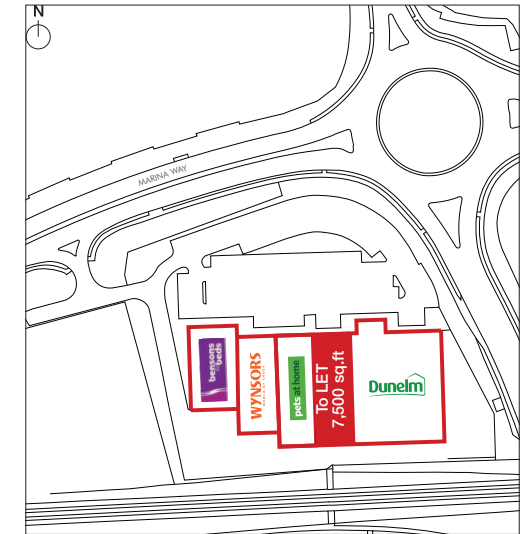 N
MARINA WAY
bensons
for beds
WYNSORS
pets at home
To LET
7,500 sq.ft
Dunelm